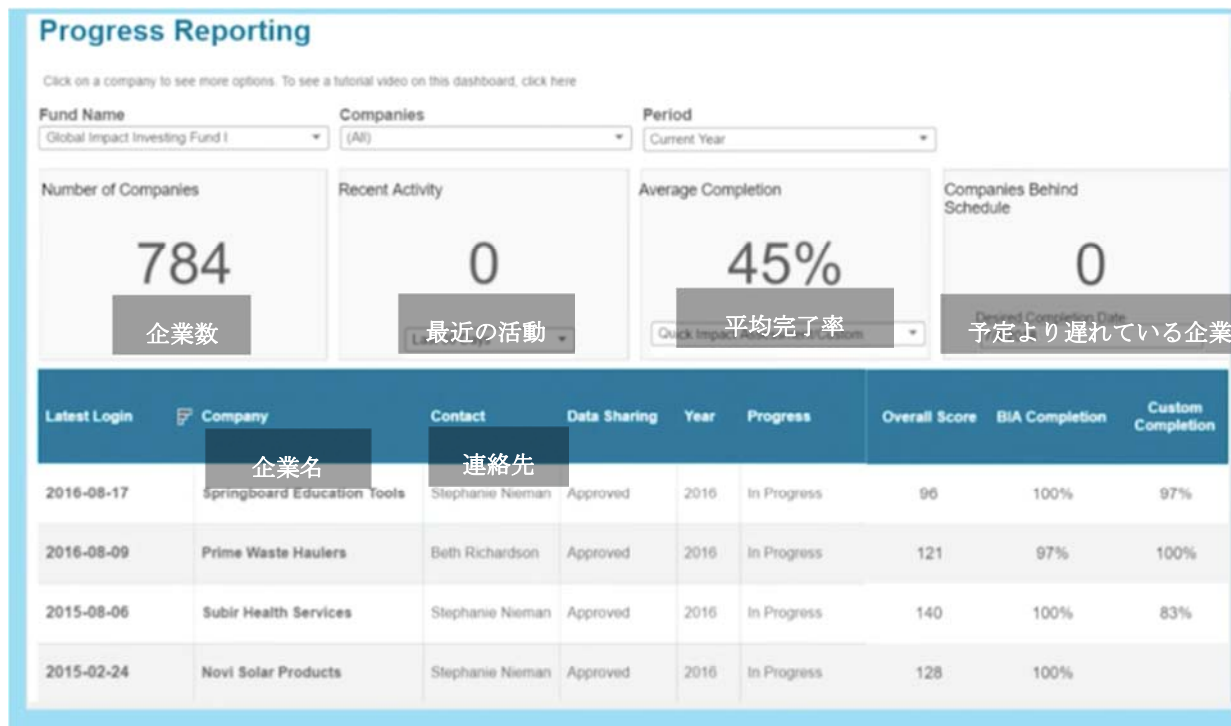 Progress Reporting
Click on a company to see more options. To see a tutorial video on this dashboard, click here
Fund Name Companies Period
Global Impact Investing Fund I (All) Current Year
Number of Companies Recent Activity Average Completion Companies Behind
Schedule
784 0 45% 0
Desired Completion Date
企業数 最近の活動 平均完了率 予定より遅れている企業
Latest Login Company Contact Data Sharing Year Progress Overall Score BIA Completion Custom
Completion
企業名 連絡先
2016-08-17 Springboard Education Tools Stephanie Nieman Approved 2016 In Progress 96 100% 97%
2016-08-09 Prime Waste Haulers Beth Richardson Approved 2016 In Progress 121 97% 100%
2015-08-06 Subir Health Services Stephanie Nieman Approved 2016 In Progress 140 100% 83%
2015-02-24 Novi Solar Products Stephanie Nieman Approved 2016 In Progress 128 100%